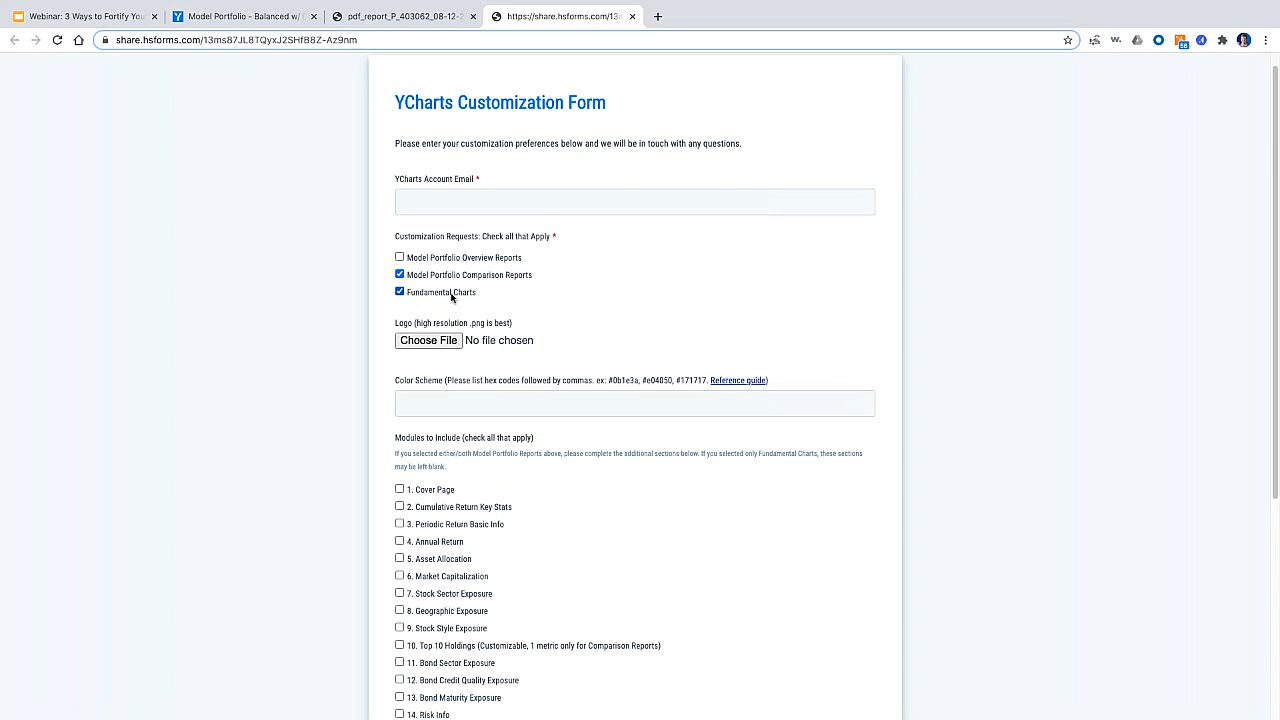 Webinar: 3 Ways to Fortify You
Model Portfolio - Balanced w/
pdf_report_P_403062_08-12-2
https://share.hsforms.com/13m
share.hsforms.com/13ms87JL8TQyxJ2SHfB8Z-Az9nm
56
YCharts Customization Form
Please enter your customization preferences below and we will be in touch with any questions.
YCharts Account Email *
Customization Requests: Check all that Apply *
Model Portfolio Overview Reports
Model Portfolio Comparison Reports
Fundamental Charts
Logo (high resolution .png is best)
Choose File No file chosen
Color Scheme (Please list hex codes followed by commas. ex: #0b1e3a, #e04050, #171717. Reference guide)
Modules to Include (check all that apply)
If you selected either/both Model Portfolio Reports above, please complete the additional sections below. If you selected only Fundamental Charts, these sections
may be left blank.
1. Cover Page
2. Cumulative Return Key Stats
3. Periodic Return Basic Info
4. Annual Return
5. Asset Allocation
6. Market Capitalization
7. Stock Sector Exposure
8. Geographic Exposure
9. Stock Style Exposure
10. Top 10 Holdings (Customizable, 1 metric only for Comparison Reports)
11. Bond Sector Exposure
12. Bond Credit Quality Exposure
13. Bond Maturity Exposure
14. Risk Info